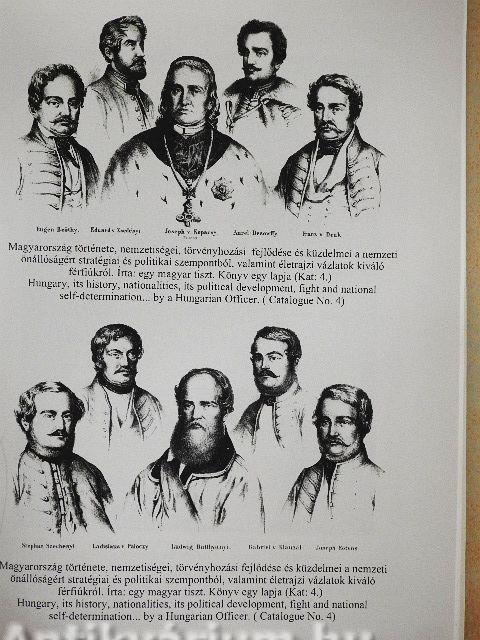 Eugen Beöthy. Eduard v. Zsedényi Joseph v. Kopacsy. Aurel Desewffy Franz v. Deak
Magyarország története, nemzetiségei, törvényhozási fejlődése és küzdelmei a nemzeti
önállóságért stratégiai és politikai szempontból, valamint életrajzi vázlatok kiváló
férfiúkról. Írta: egy magyar tiszt. Könyv egy lapja (Kat: 4.)
Hungary, its history, nationalities, its political development, fight and national
self-determination... by a Hungarian Officer. ( Catalogue No. 4)
Stephan Szechenyi Ladislaus v. Paloczy Ludwig Batthyanyi. Gabriel v. Klauzál Joseph Eötvös
Magyarország története, nemzetiségei, törvényhozási fejlődése és küzdelmei a nemzeti
önállóságért stratégiai és politikai szempontból, valamint életrajzi vázlatok kiváló
férfiúkról. Írta: egy magyar tiszt. Könyv egy lapja (Kat: 4.)
Hungary, its history, nationalities, its political development, fight and national
self-determination... by a Hungarian Officer. ( Catalogue No. 4)